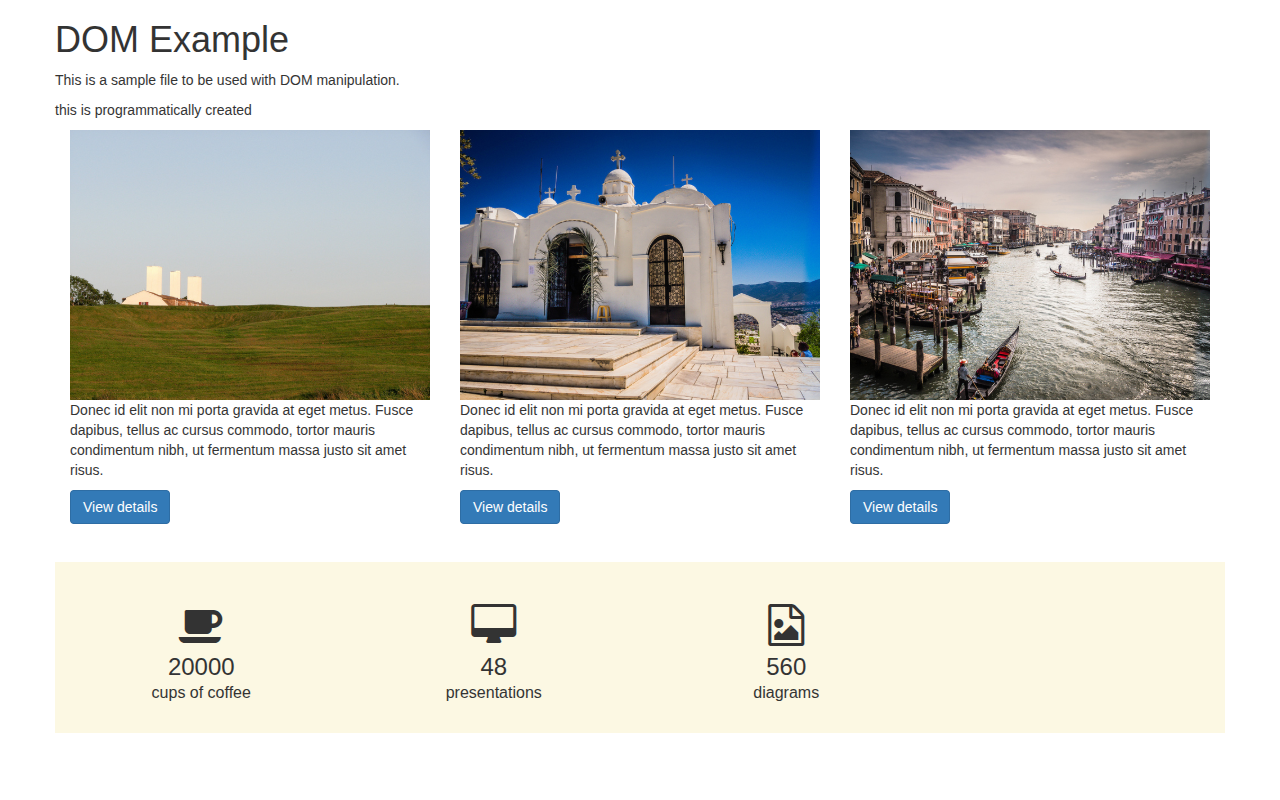 DOM Example
This is a sample file to be used with DOM manipulation.
this is programmatically created
Donec id elit non mi porta gravida at eget metus. Fusce
dapibus, tellus ac cursus commodo, tortor mauris
condimentum nibh, ut fermentum massa justo sit amet
risus.
View details
Donec id elit non mi porta gravida at eget metus. Fusce
dapibus, tellus ac cursus commodo, tortor mauris
condimentum nibh, ut fermentum massa justo sit amet
risus.
View details
Donec id elit non mi porta gravida at eget metus. Fusce
dapibus, tellus ac cursus commodo, tortor mauris
condimentum nibh, ut fermentum massa justo sit amet
risus.
View details
20000
cups of coffee
48
presentations
560
diagrams